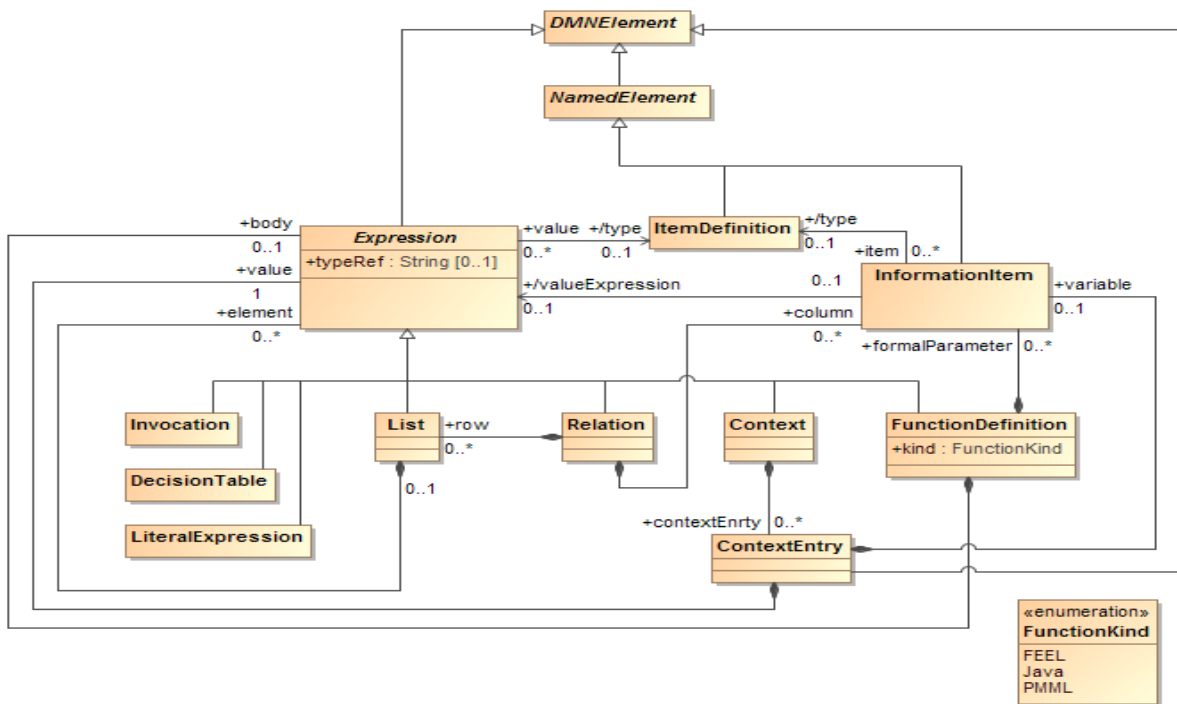 DMNElement
NamedElement
+body
0..1
Expression
+typeRef : String [0..1]
+value
0..*
+/type
0..1
ItemDefinition
+/type
0..1
+item
0..*
+value
1
+/valueExpression
0..1
0..1
InformationItem
+variable
0..1
+element
0..*
+column
0..*
+formalParameter
0..*
Invocation
List
+row
0..*
Relation
Context
FunctionDefinition
+kind : FunctionKind
DecisionTable
0..1
LiteralExpression
+contextEnrty
0..*
ContextEntry
«enumeration»
FunctionKind
FEEL
Java
PMML